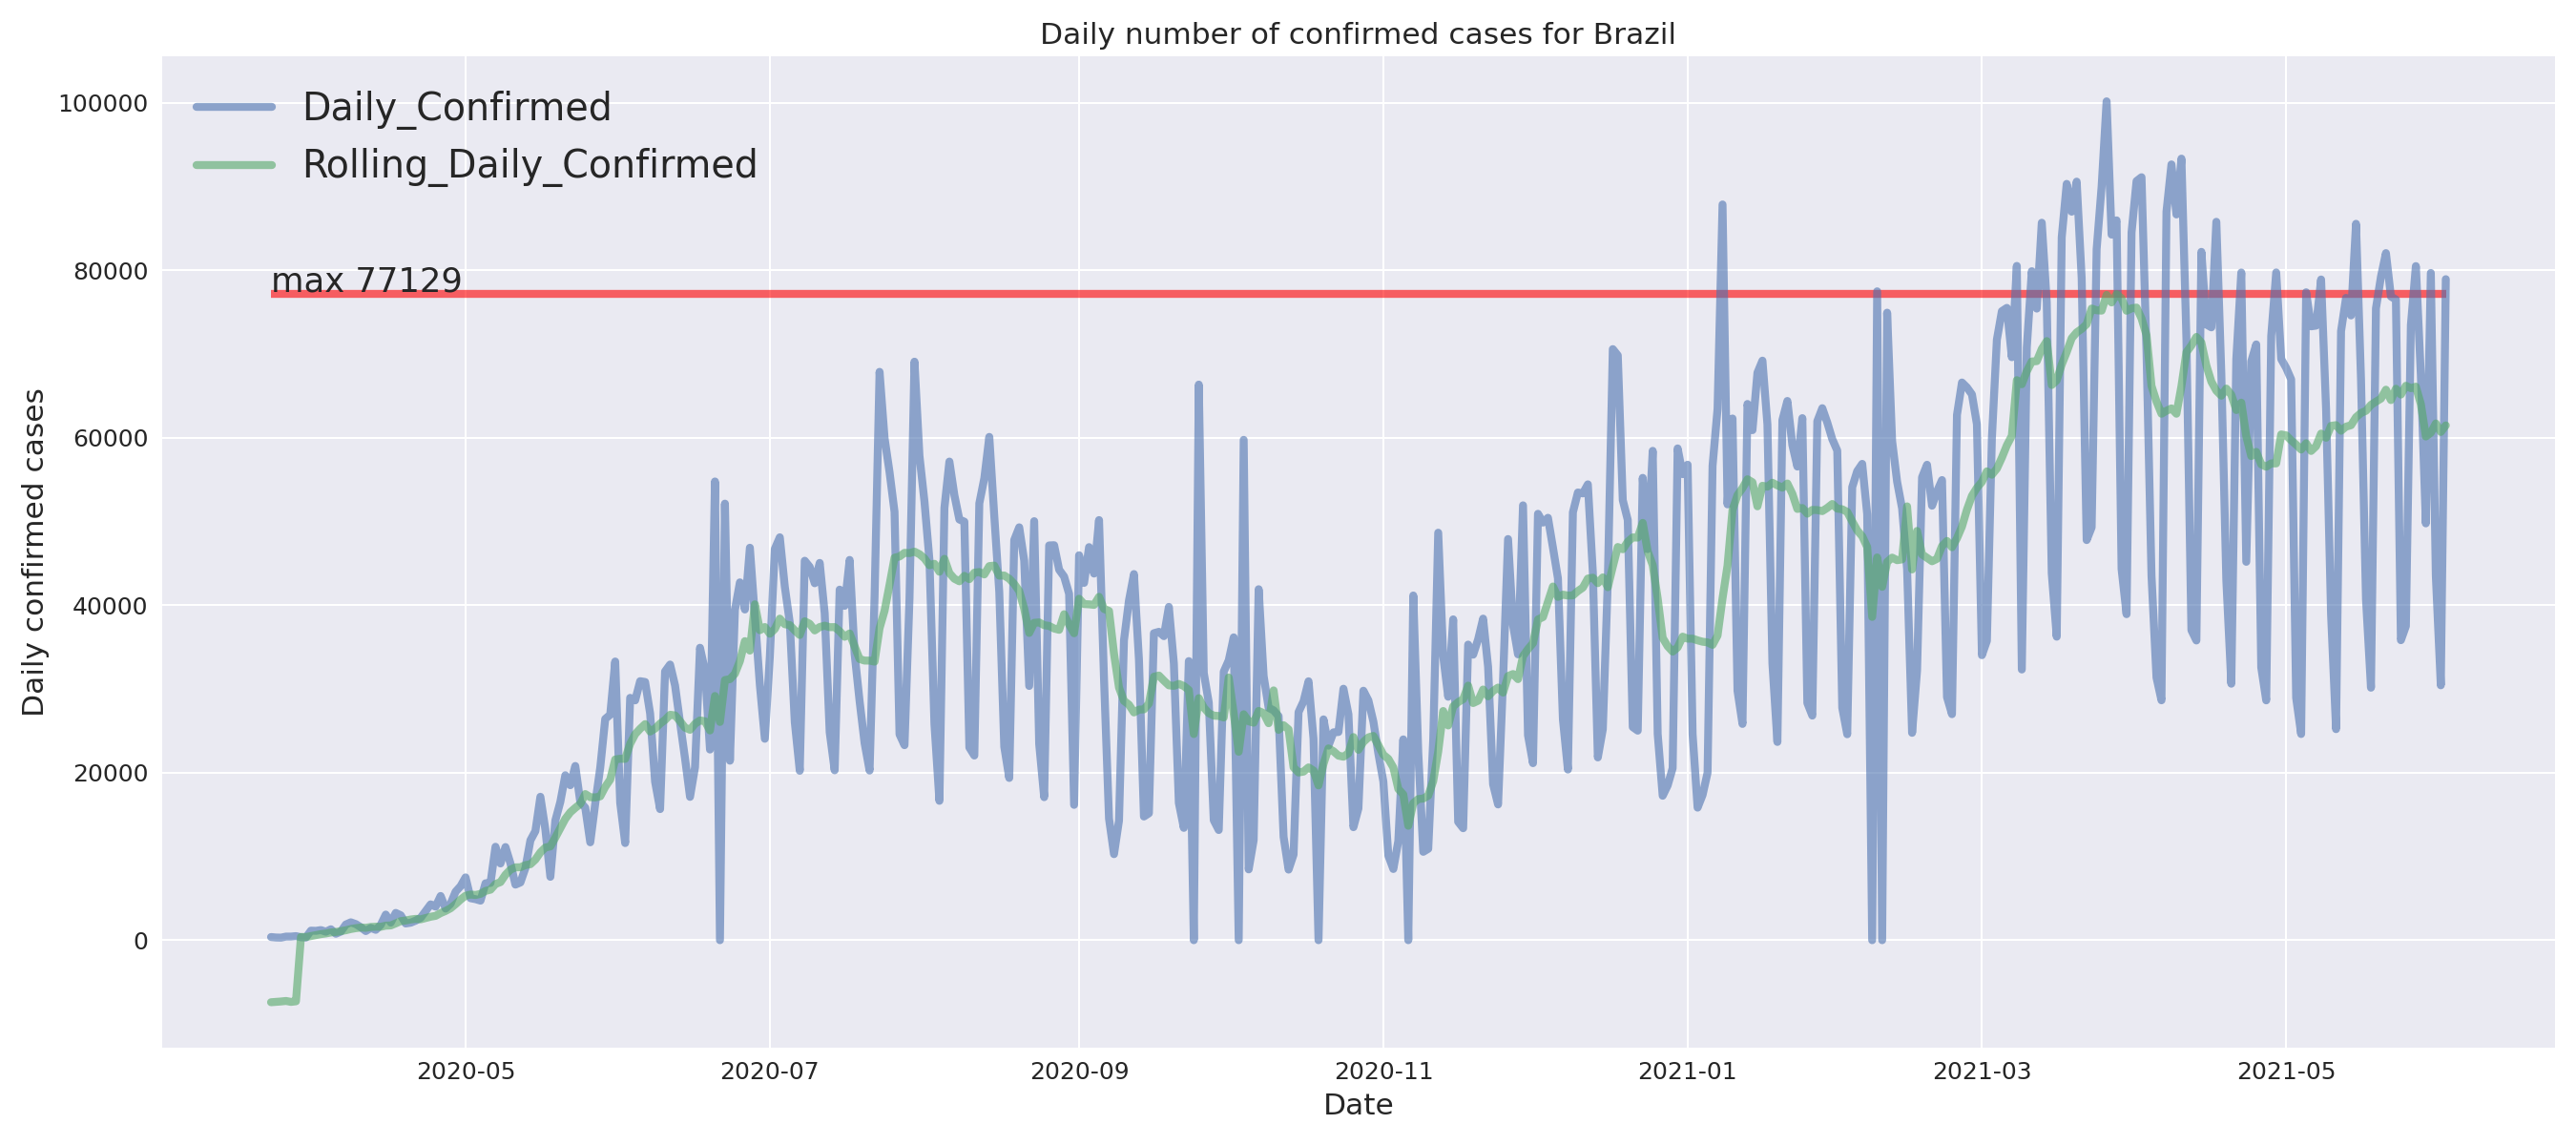 Daily number of confirmed cases for Brazil
Daily_Confirmed
Rolling_Daily_Confirmed
max 77129
Daily confirmed cases
100000
80000
60000
40000
20000
0
2020-05
2020-07
2020-09
2020-11
2021-01
2021-03
2021-05
Date